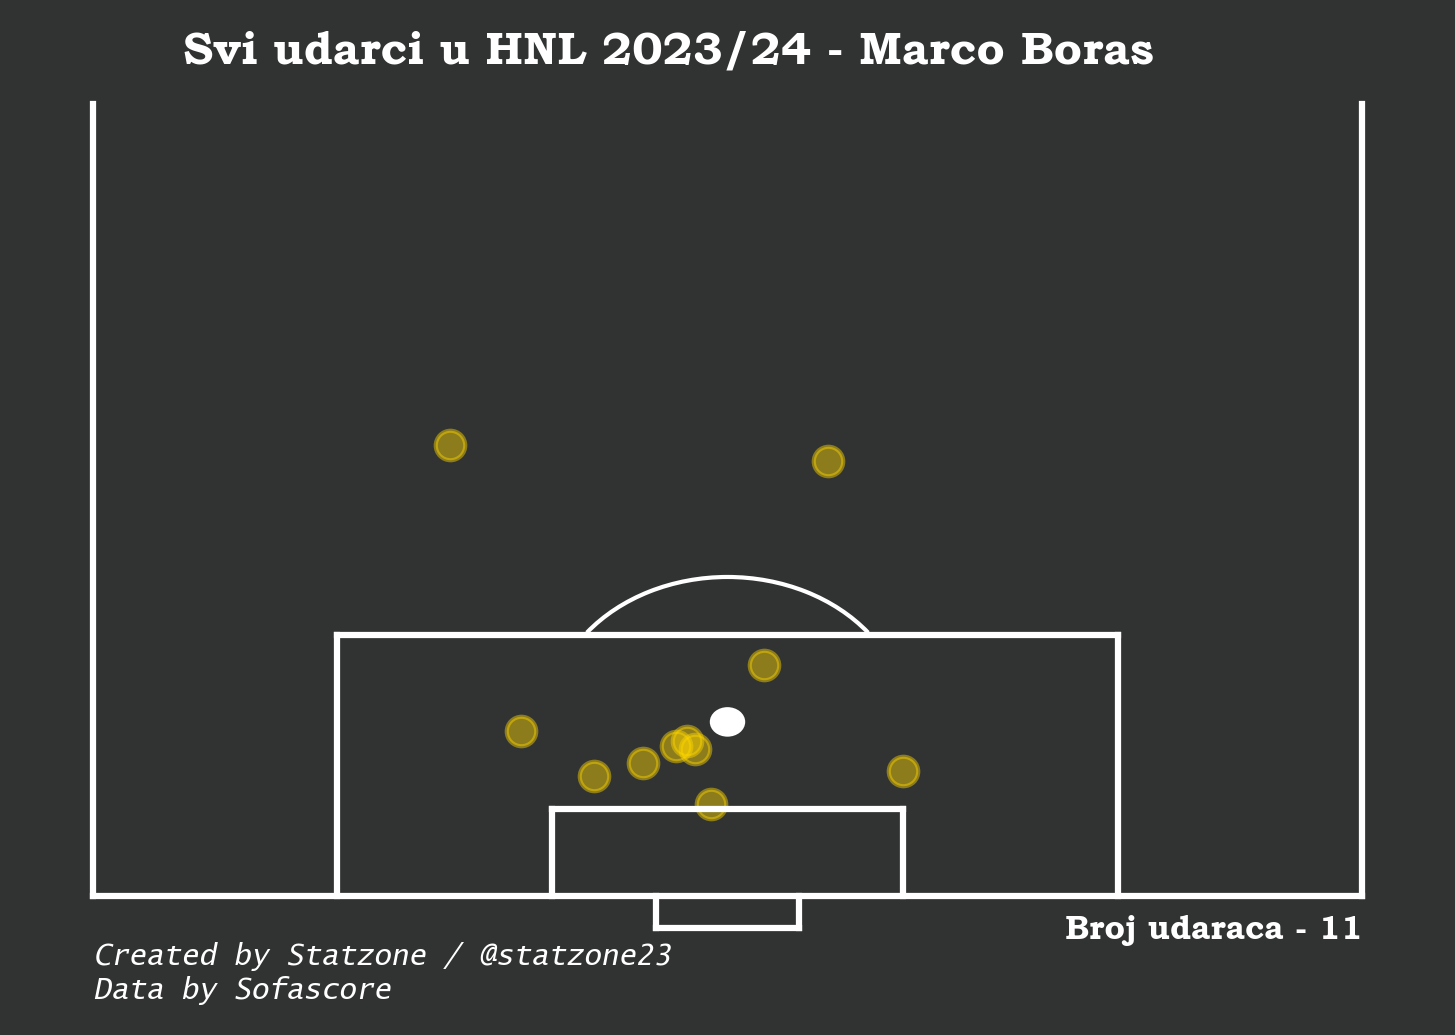 Svi udarci u HNL 2023/24 - Marco Boras
Broj udaraca - 11
Created by Statzone / @statzone23
Data by Sofascore